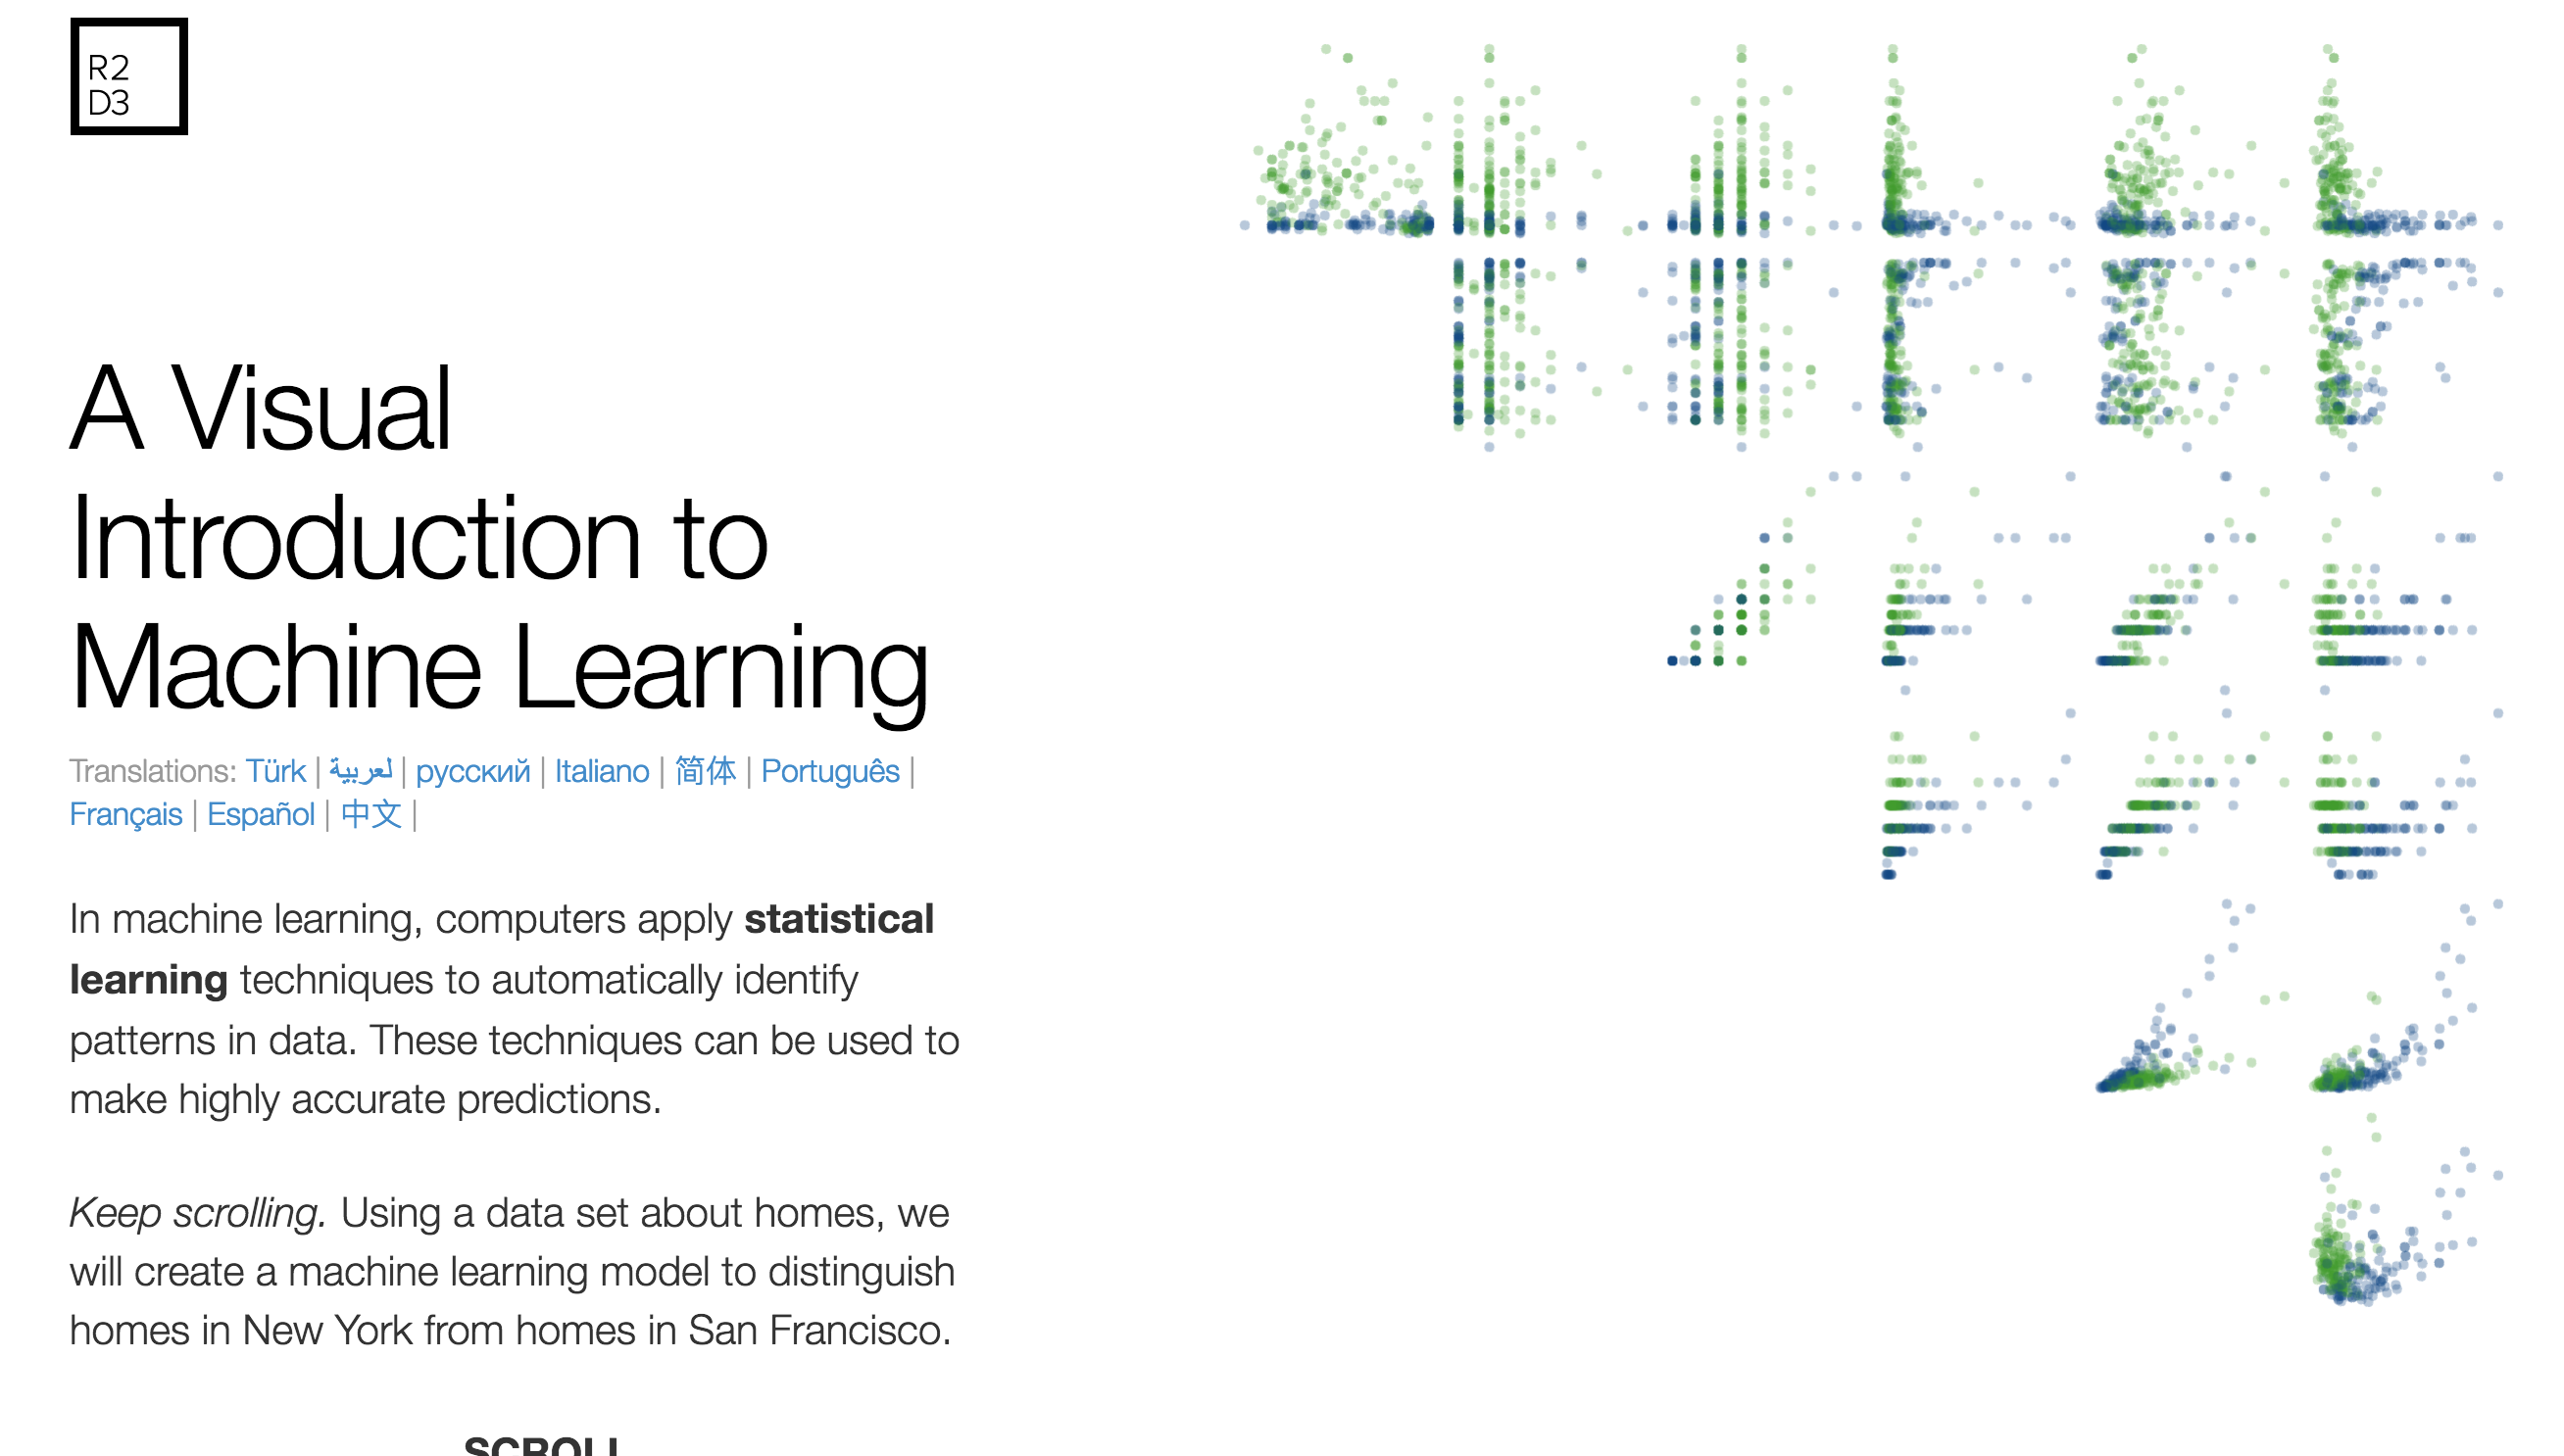 R2
D3
A Visual
Introduction to
Machine Learning
Translations: Türk | لعربية | русский | Italiano | 简体 | Português |
Français | Español | 中文 |
In machine learning, computers apply statistical
learning techniques to automatically identify
patterns in data. These techniques can be used to
make highly accurate predictions.
Keep scrolling. Using a data set about homes, we
will create a machine learning model to distinguish
homes in New York from homes in San Francisco.
SCROLL